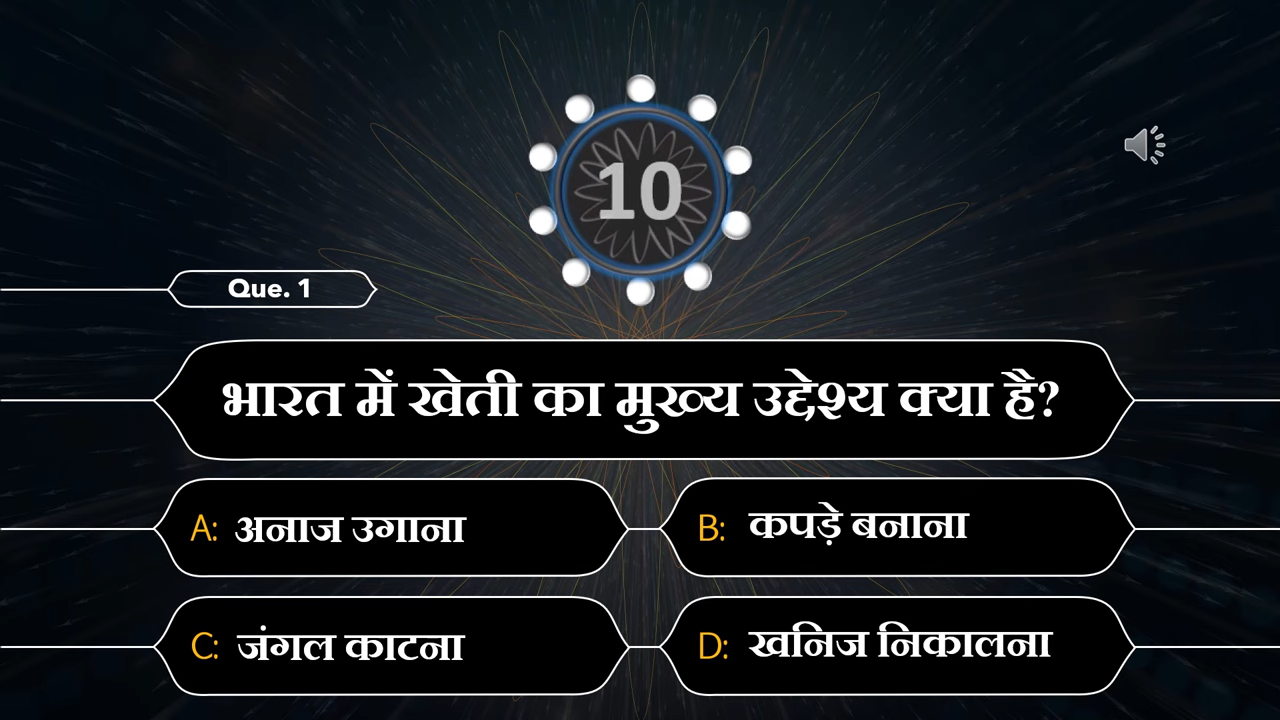 10
Que. 1
भारत में खेती का मुख्य उद्देश्य क्या है?
A: अनाज उगाना
B: कपड़े बनाना
C: जंगल काटना
D: खनिज निकालना